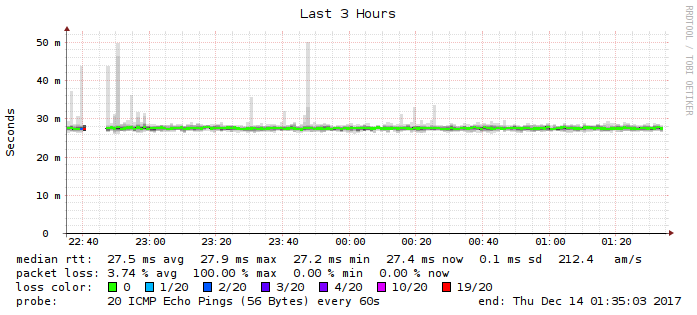 Last 3 Hours
RRDTOOL / TOBI OETIKER
Seconds
50 m
40 m
30 m
20 m
10 m
0
22:40 23:00 23:20 23:40 00:00 00:20 00:40 01:00 01:20
median rtt: 27.5 ms avg 27.9 ms max 27.2 ms min 27.4 ms now 0.1 ms sd 212.4 am/s
packet loss: 3.74 % avg 100.00 % max 0.00 % min 0.00 % now
loss color: 0 1/20 2/20 3/20 4/20 10/20 19/20
probe: 20 ICMP Echo Pings (56 Bytes) every 60s end: Thu Dec 14 01:35:03 2017